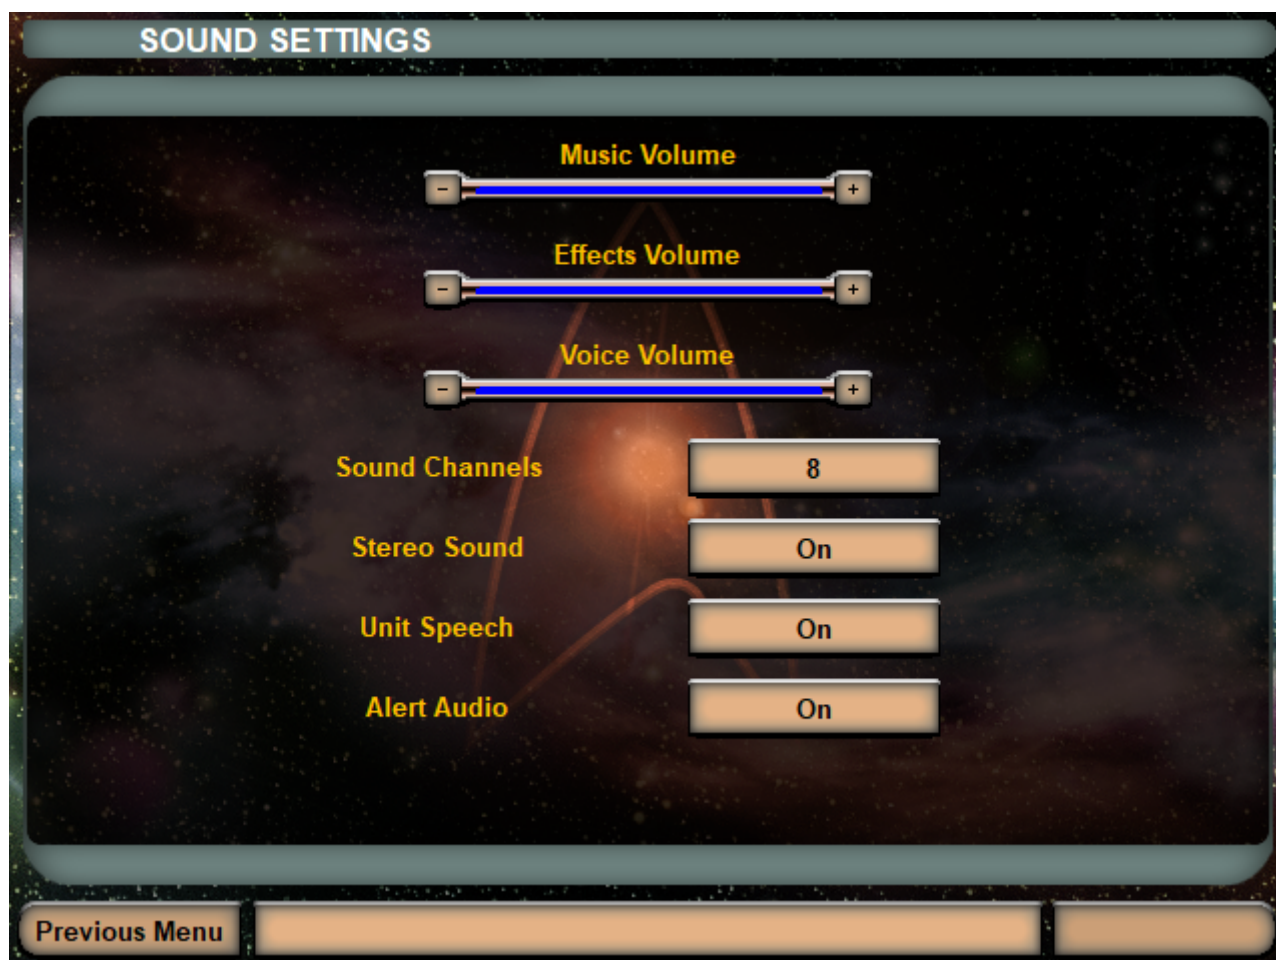 SOUND SETTINGS
Music Volume
- +
Effects Volume
- +
Voice Volume
- +
Sound Channels 8
Stereo Sound On
Unit Speech On
Alert Audio On
Previous Menu